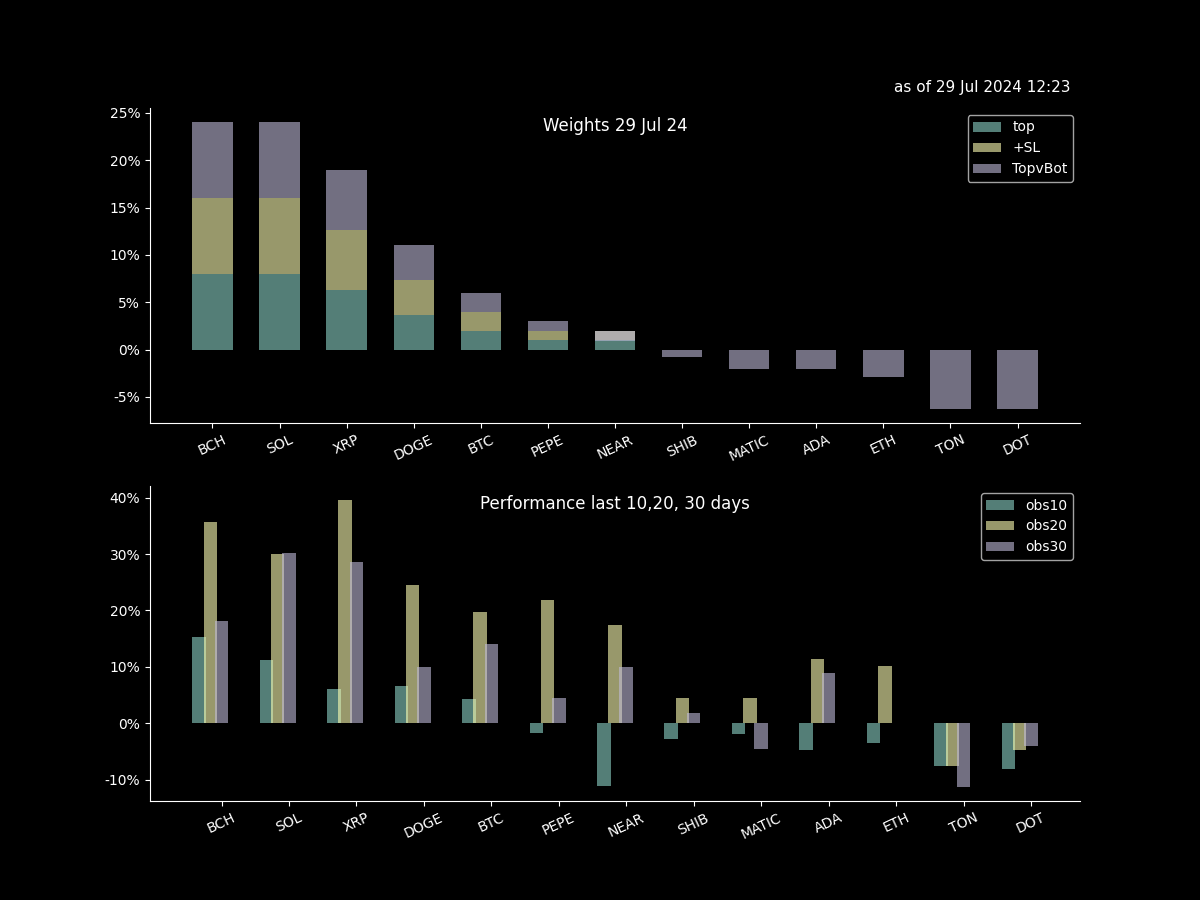 as of 29 Jul 2024 12:23
Weights 29 Jul 24
top
+SL
TopvBot
25%
20%
15%
10%
5%
0%
-5%
BCH SOL XRP DOGE BTC PEPE NEAR SHIB MATIC ADA ETH TON DOT
Performance last 10,20, 30 days
obs10
obs20
obs30
40%
30%
20%
10%
0%
-10%
BCH SOL XRP DOGE BTC PEPE NEAR SHIB MATIC ADA ETH TON DOT